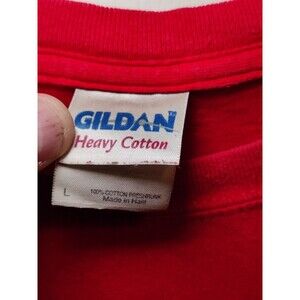 GILDAN
Heavy Cotton
L
100% COTTON PRESHRUNK
Made in Haiti